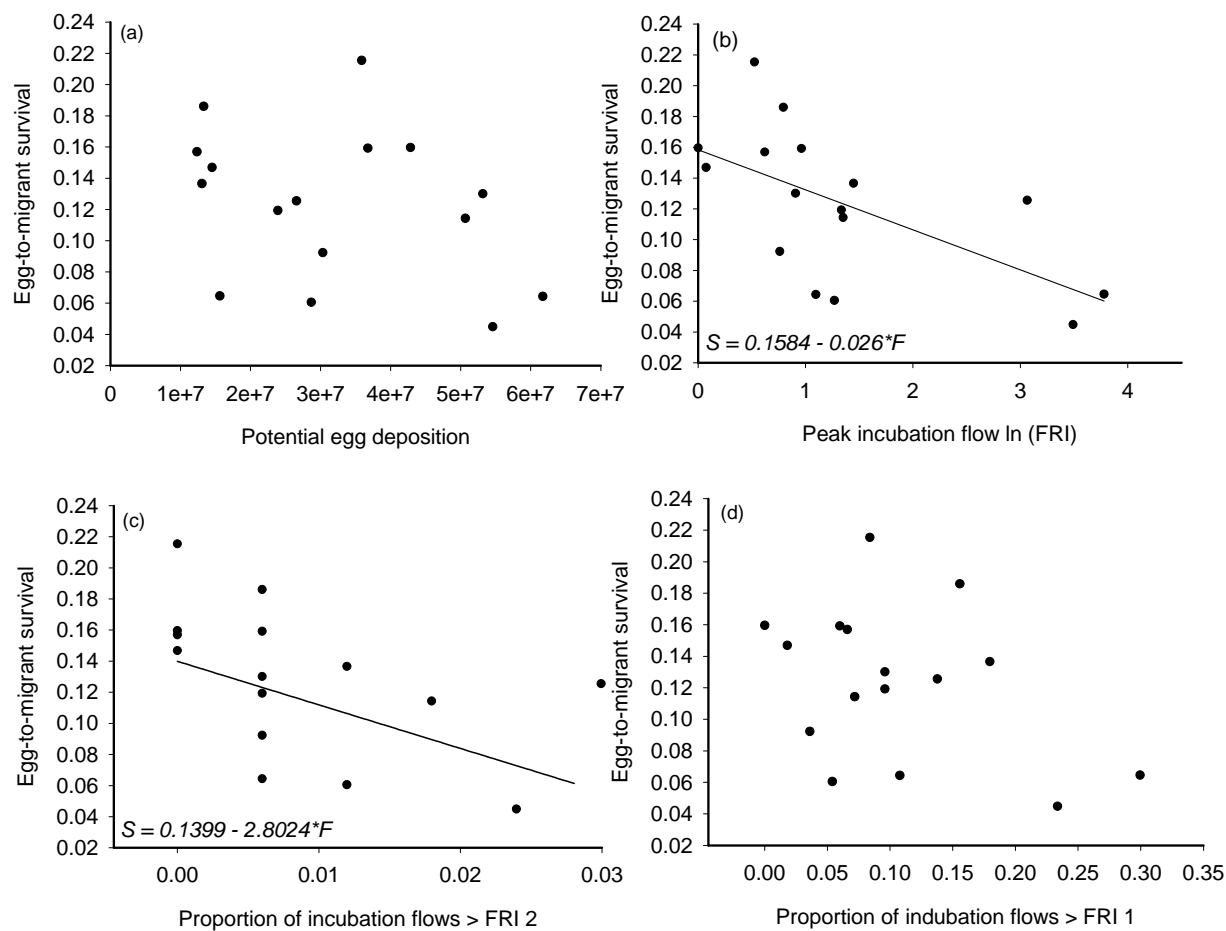 (a)
Egg-to-migrant survival
0.24
0.22
0.20
0.18
0.16
0.14
0.12
0.10
0.08
0.06
0.04
0.02
0 1e+7 2e+7 3e+7 4e+7 5e+7 6e+7 7e+7
Potential egg deposition
(b)
Egg-to-migrant survival
0.24
0.22
0.20
0.18
0.16
0.14
0.12
0.10
0.08
0.06
0.04
0.02
S = 0.1584 - 0.026*F
0 1 2 3 4
Peak incubation flow ln (FRI)
(c)
Egg-to-migrant survival
0.24
0.22
0.20
0.18
0.16
0.14
0.12
0.10
0.08
0.06
0.04
0.02
S = 0.1399 - 2.8024*F
0.00 0.01 0.02 0.03
Proportion of incubation flows > FRI 2
(d)
Egg-to-migrant survival
0.24
0.22
0.20
0.18
0.16
0.14
0.12
0.10
0.08
0.06
0.04
0.02
0.00 0.05 0.10 0.15 0.20 0.25 0.30 0.35
Proportion of indubation flows > FRI 1